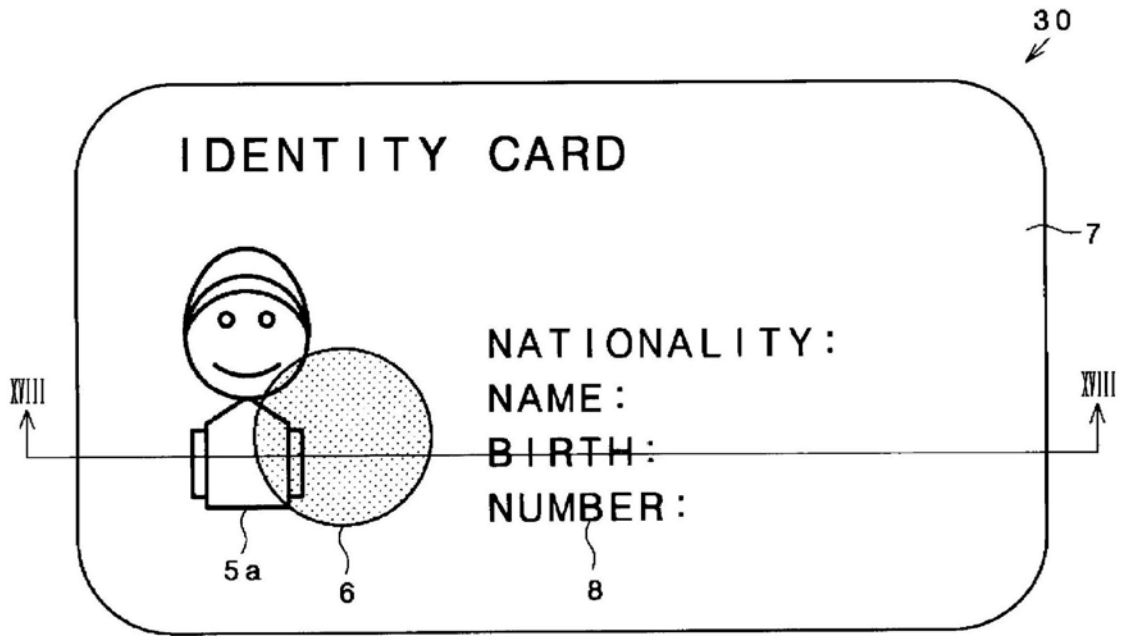 30
IDENTITY CARD
7
NATIONALITY:
NAME:
XVIII XVIII
BIRTH:
NUMBER:
5a 6 8